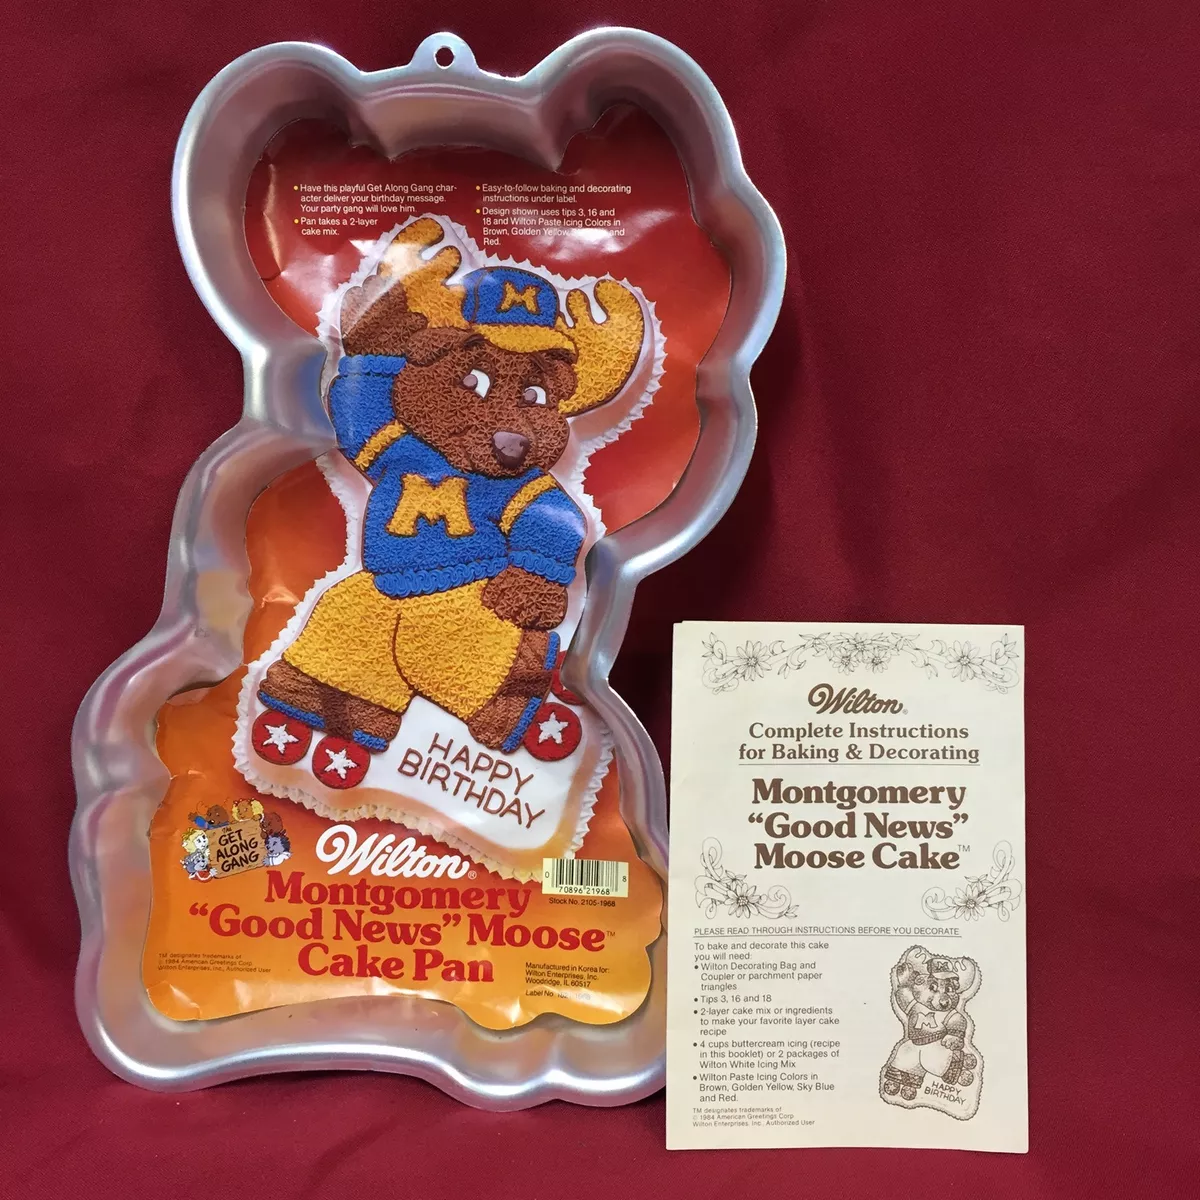 • Have this playful Get Along Gang char-
acter deliver your birthday message.
Your party gang will love him.
• Pan takes a 2-layer
cake mix.
• Easy-to-follow baking and decorating
instructions under label.
• Design shown uses tips 3, 16 and
18 and Wilton Paste Icing Colors in
Brown, Golden Yellow, and
Red.
M
M
HAPPY
BIRTHDAY
THE
GET
ALONG
GANG
Wilton®
Montgomery
“Good News” Moose™
Cake Pan
0 70896 21968 8
Stock No. 2105-1968
TM designates trademarks of
© 1984 American Greetings Corp.
Wilton Enterprises, Inc., Authorized User
Manufactured in Korea for:
Wilton Enterprises, Inc.
Woodridge, IL 60517
Label No.
Wilton®
Complete Instructions
for Baking & Decorating
Montgomery
“Good News”
Moose Cake™
PLEASE READ THROUGH INSTRUCTIONS BEFORE YOU DECORATE
To bake and decorate this cake
you will need:
• Wilton Decorating Bag and
Coupler or parchment paper
triangles
• Tips 3, 16 and 18
• 2-layer cake mix or ingredients
to make your favorite layer cake
recipe
• 4 cups buttercream icing (recipe
in this booklet) or 2 packages of
Wilton White Icing Mix
• Wilton Paste Icing Colors in
Brown, Golden Yellow, Sky Blue
and Red.
M
HAPPY
BIRTHDAY
TM designates trademarks of
© 1984 American Greetings Corp.
Wilton Enterprises, Inc., Authorized User